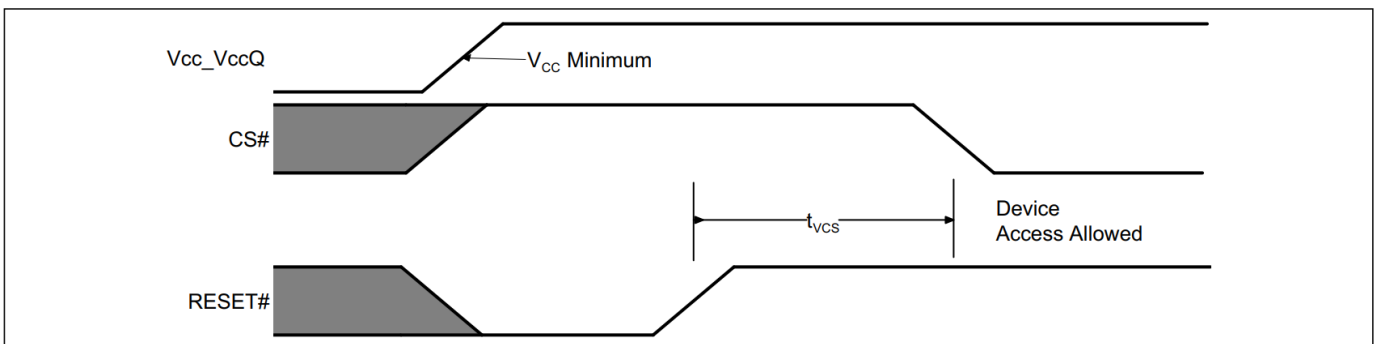 Vcc_VccQ
VCC Minimum
CS#
tVCS
Device
Access Allowed
RESET#